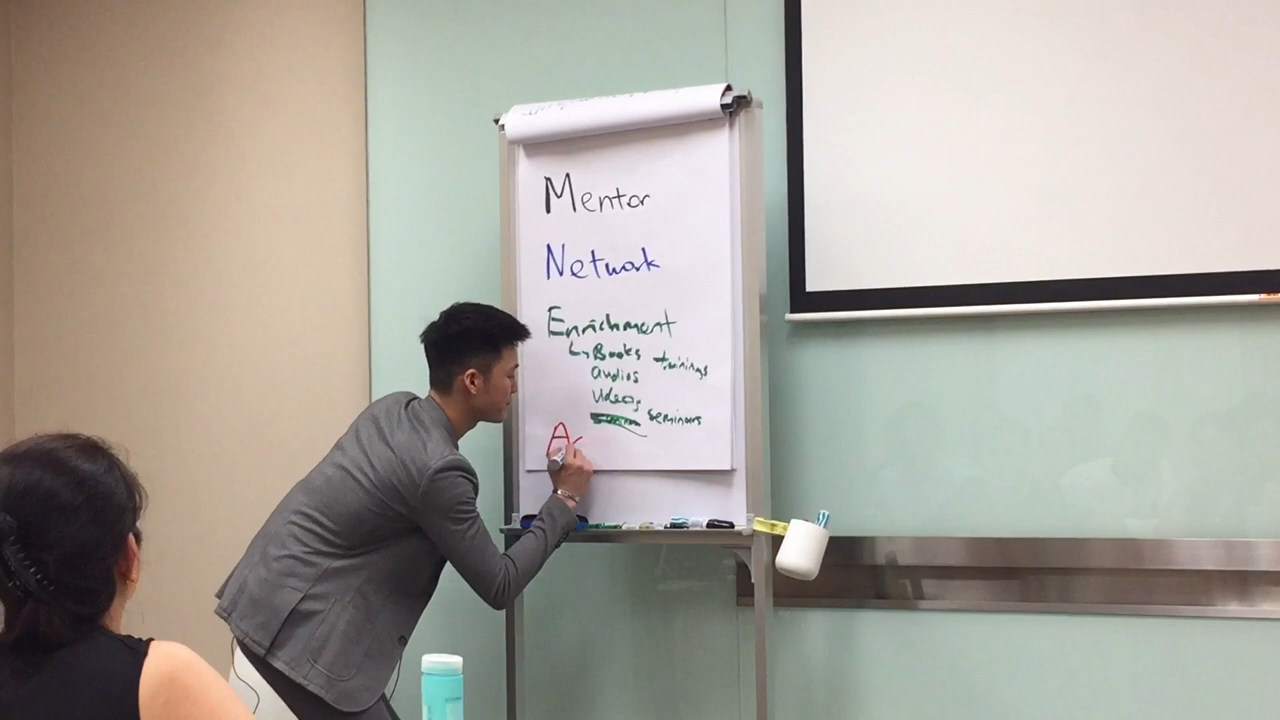 Mentor
Network
Enrichment
↳ Books trainings
audios
Videos
seminars
A